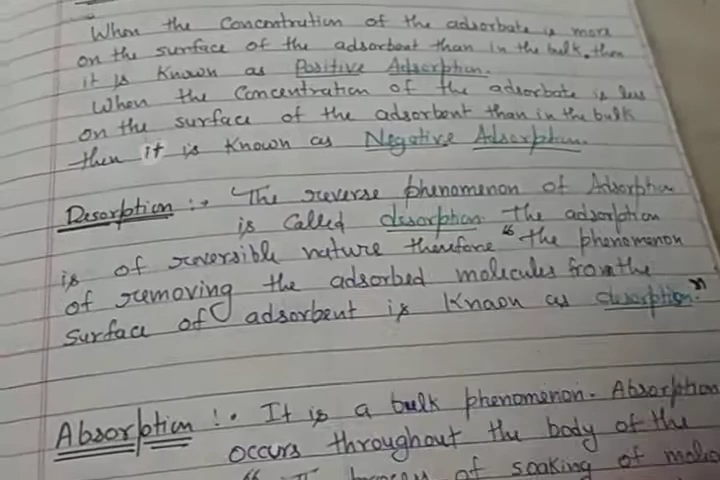 When the Concentration of the adsorbate is more
on the surface of the adsorbent than in the bulk. then
it is known as Positive Adsorption.
When the Concentration of the adsorbate is less
on the surface of the adsorbent than in the bulk
then it is known as Negative Adsorption.
Desorption :→ The reverse phenomenon of Adsorption
is Called desorption. The adsorption
is of reversible nature therefore "the phenomenon
of removing the adsorbed molecules from the
surface of adsorbent is known as desorption."
Absorption :• It is a bulk phenomenon. Absorption
occurs throughout the body of the
of soaking of